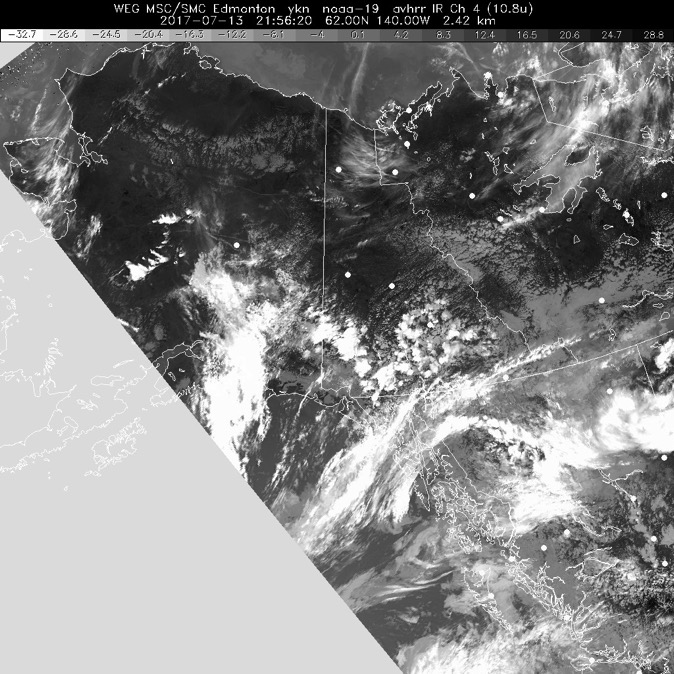 WEG MSC/SMC Edmonton ykn noaa-19 avhrr IR Ch 4 (10.8u)
2017-07-13 21:56:20 62.00N 140.00W 2.42 km
-32.7 -28.6 -24.5 -20.4 -16.3 -12.2 -8.1 -4 0.1 4.2 8.3 12.4 16.5 20.6 24.7 28.8